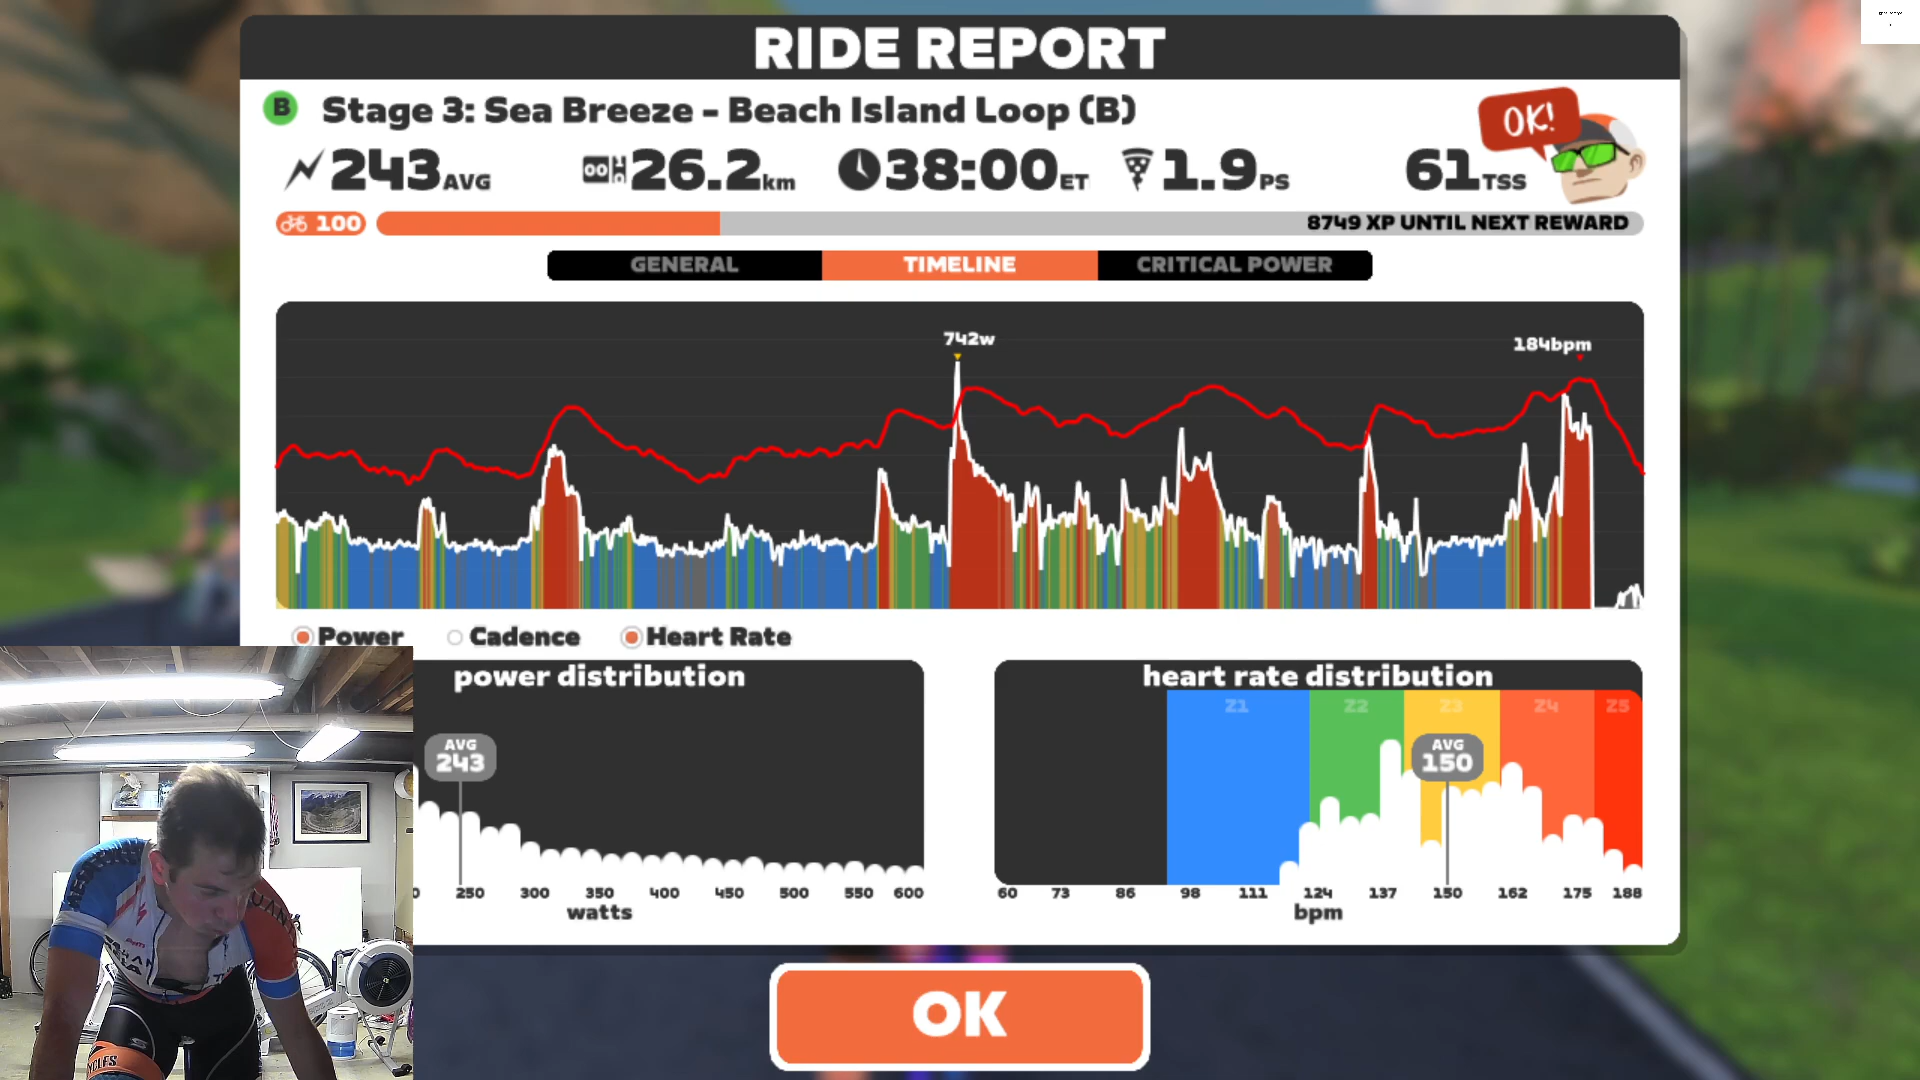 RIDE REPORT
B Stage 3: Sea Breeze - Beach Island Loop (B)
OK!
243AVG 26.2km 38:00ET 1.9PS 61TSS
100 8749 XP UNTIL NEXT REWARD
GENERAL TIMELINE CRITICAL POWER
742w
184bpm
Power Cadence Heart Rate
power distribution
AVG
243
0 250 300 350 400 450 500 550 600
watts
heart rate distribution
Z1 Z2 Z3 Z4 Z5
AVG
150
60 73 86 98 111 124 137 150 162 175 188
bpm
OK